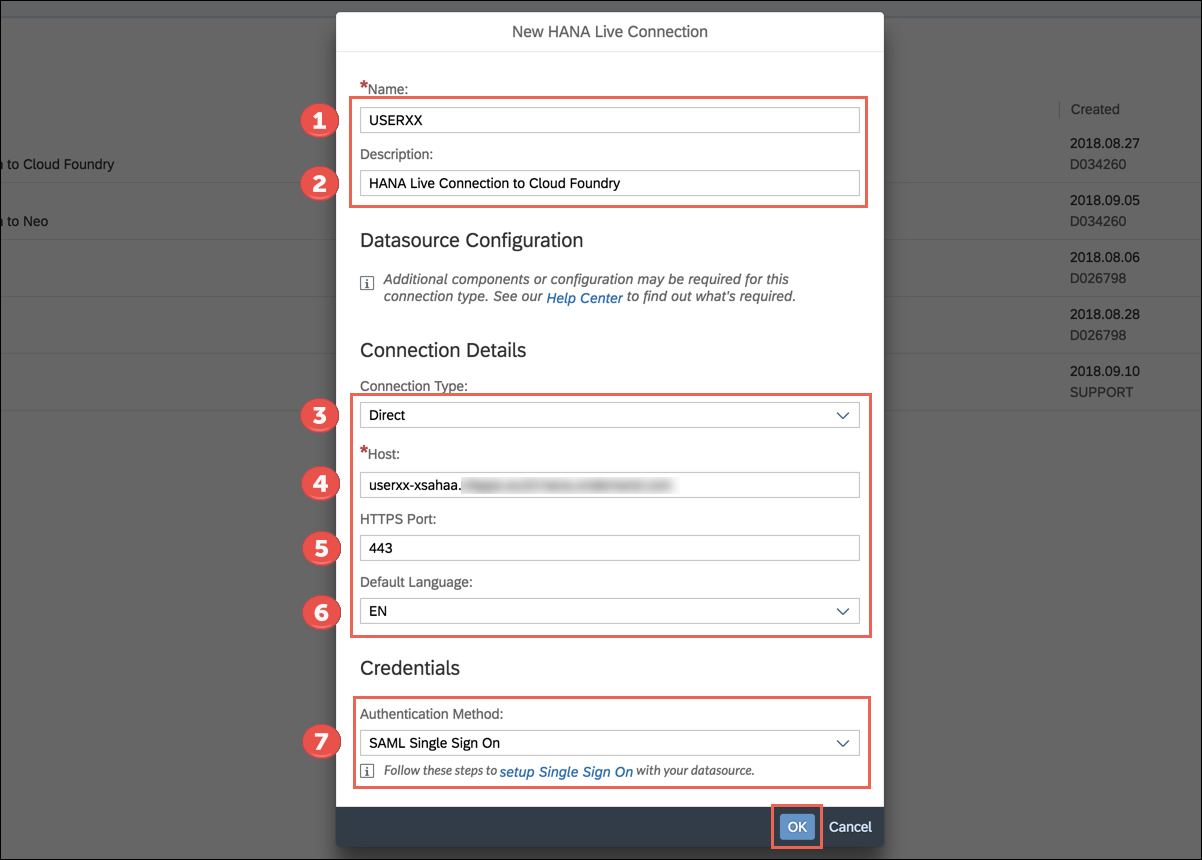 New HANA Live Connection
*Name:
1
USERXX
Description:
2
HANA Live Connection to Cloud Foundry
Datasource Configuration
Additional components or configuration may be required for this
connection type. See our Help Center to find out what's required.
Connection Details
Connection Type:
3
Direct
*Host:
4
userxx-xsahaa.
HTTPS Port:
5
443
Default Language:
6
EN
Credentials
Authentication Method:
7
SAML Single Sign On
Follow these steps to setup Single Sign On with your datasource.
OK Cancel
to Cloud Foundry
to Neo
Created
2018.08.27
D034260
2018.09.05
D034260
2018.08.06
D026798
2018.08.28
D026798
2018.09.10
SUPPORT